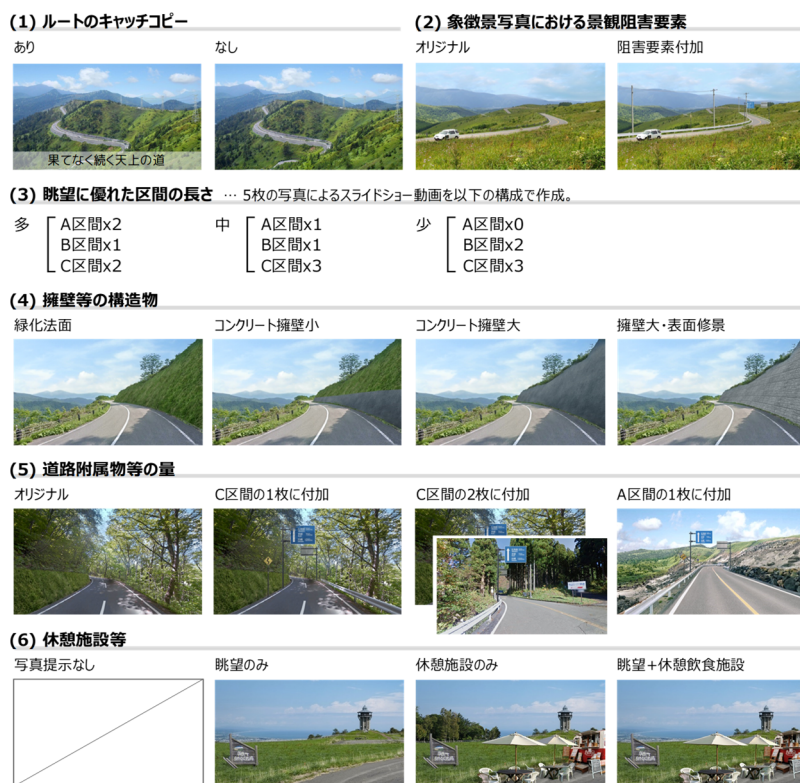 (1) ルートのキャッチコピー
(2) 象徴景写真における景観阻害要素
あり
なし
オリジナル
阻害要素付加
果てなく続く天上の道
(3) 眺望に優れた区間の長さ … 5枚の写真によるスライドショー動画を以下の構成で作成。
多
A区間x2
B区間x1
C区間x2
中
A区間x1
B区間x1
C区間x3
少
A区間x0
B区間x2
C区間x3
(4) 擁壁等の構造物
緑化法面
コンクリート擁壁小
コンクリート擁壁大
擁壁大・表面修景
(5) 道路附属物等の量
オリジナル
C区間の1枚に付加
C区間の2枚に付加
A区間の1枚に付加
(6) 休憩施設等
写真提示なし
眺望のみ
休憩施設のみ
眺望+休憩飲食施設